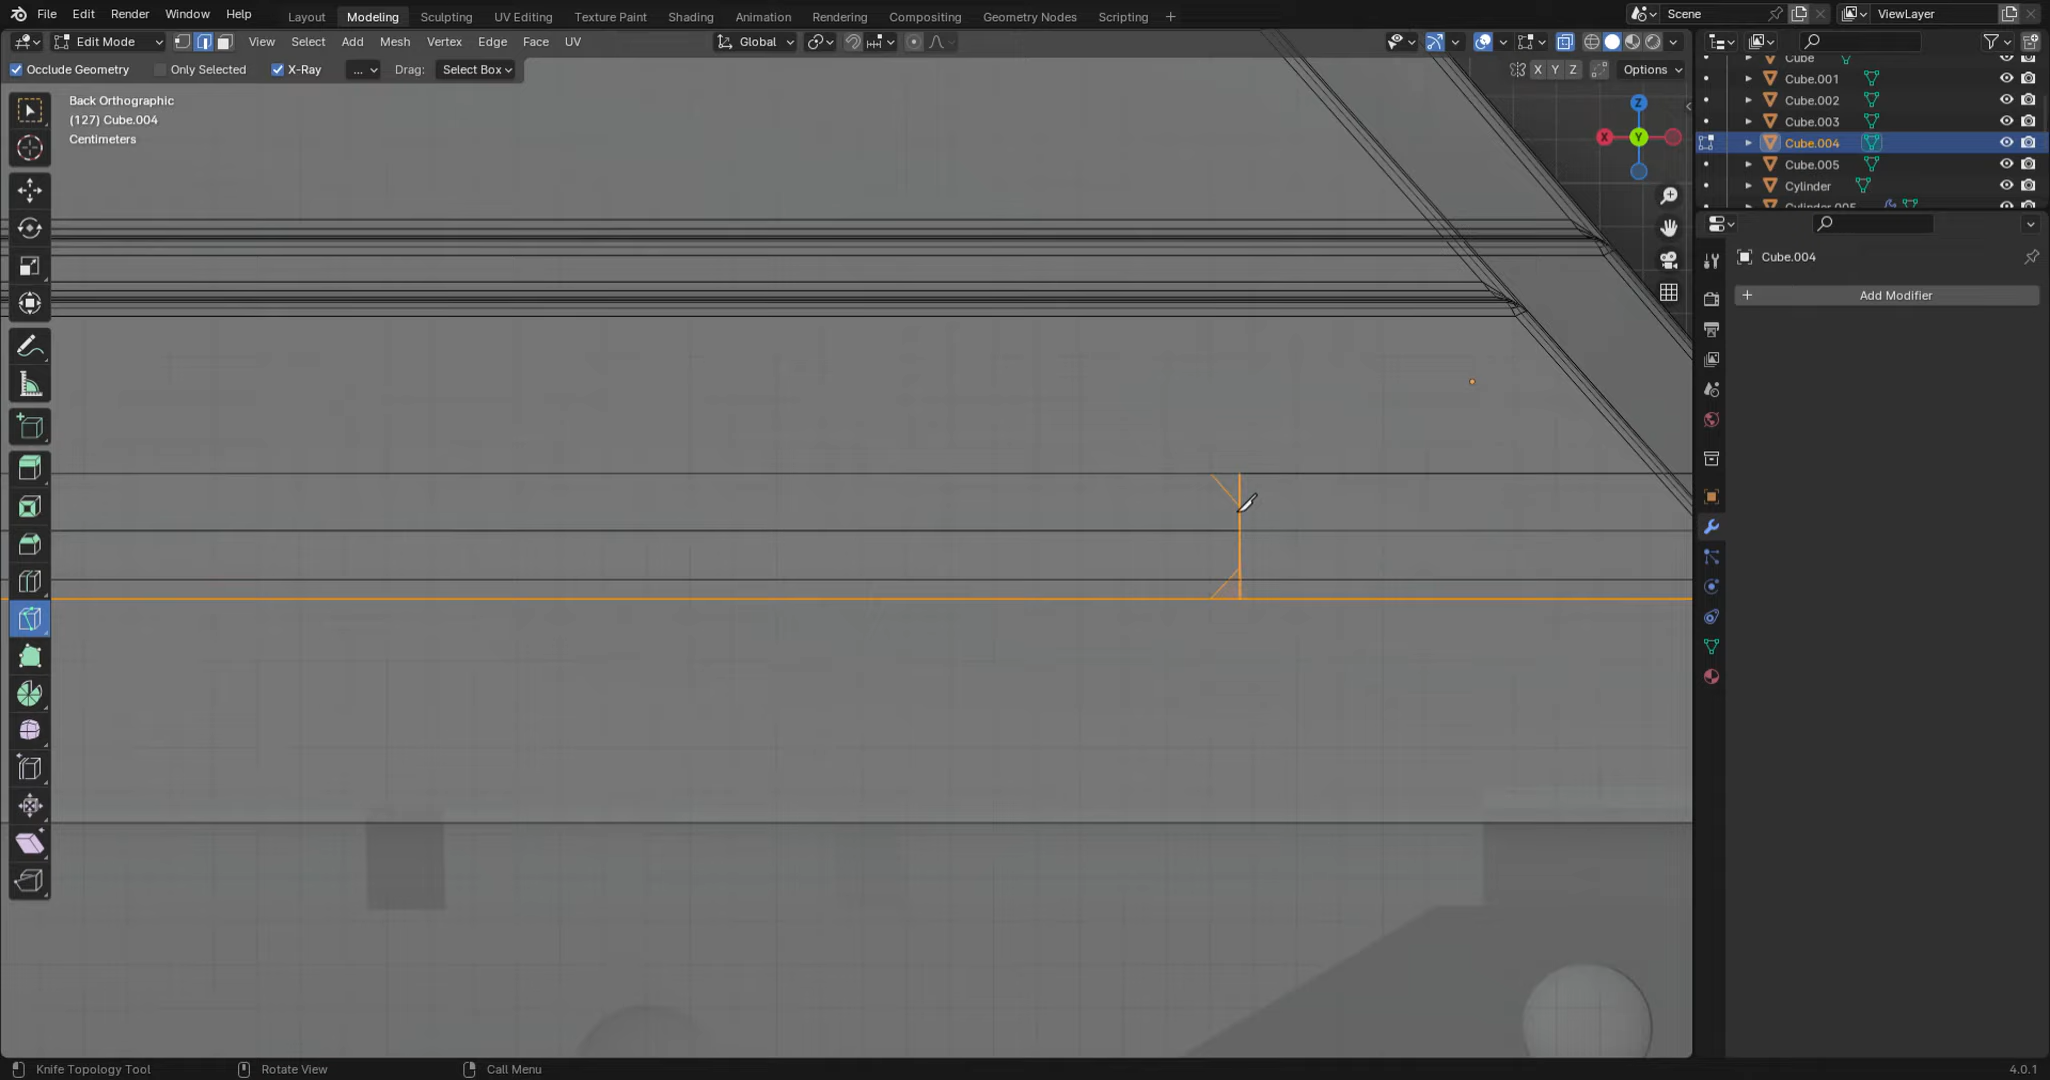 File Edit Render Window Help Layout Modeling Sculpting UV Editing Texture Paint Shading Animation Rendering Compositing Geometry Nodes Scripting + Scene ViewLayer
Edit Mode View Select Add Mesh Vertex Edge Face UV Global
Occlude Geometry Only Selected X-Ray ... Drag: Select Box X Y Z Options
Back Orthographic
(127) Cube.004
Centimeters
Z
X
Y
Cube
Cube.001
Cube.002
Cube.003
Cube.004
Cube.005
Cylinder
Cylinder.005
Cube.004
+ Add Modifier
Knife Topology Tool Rotate View Call Menu 4.0.1